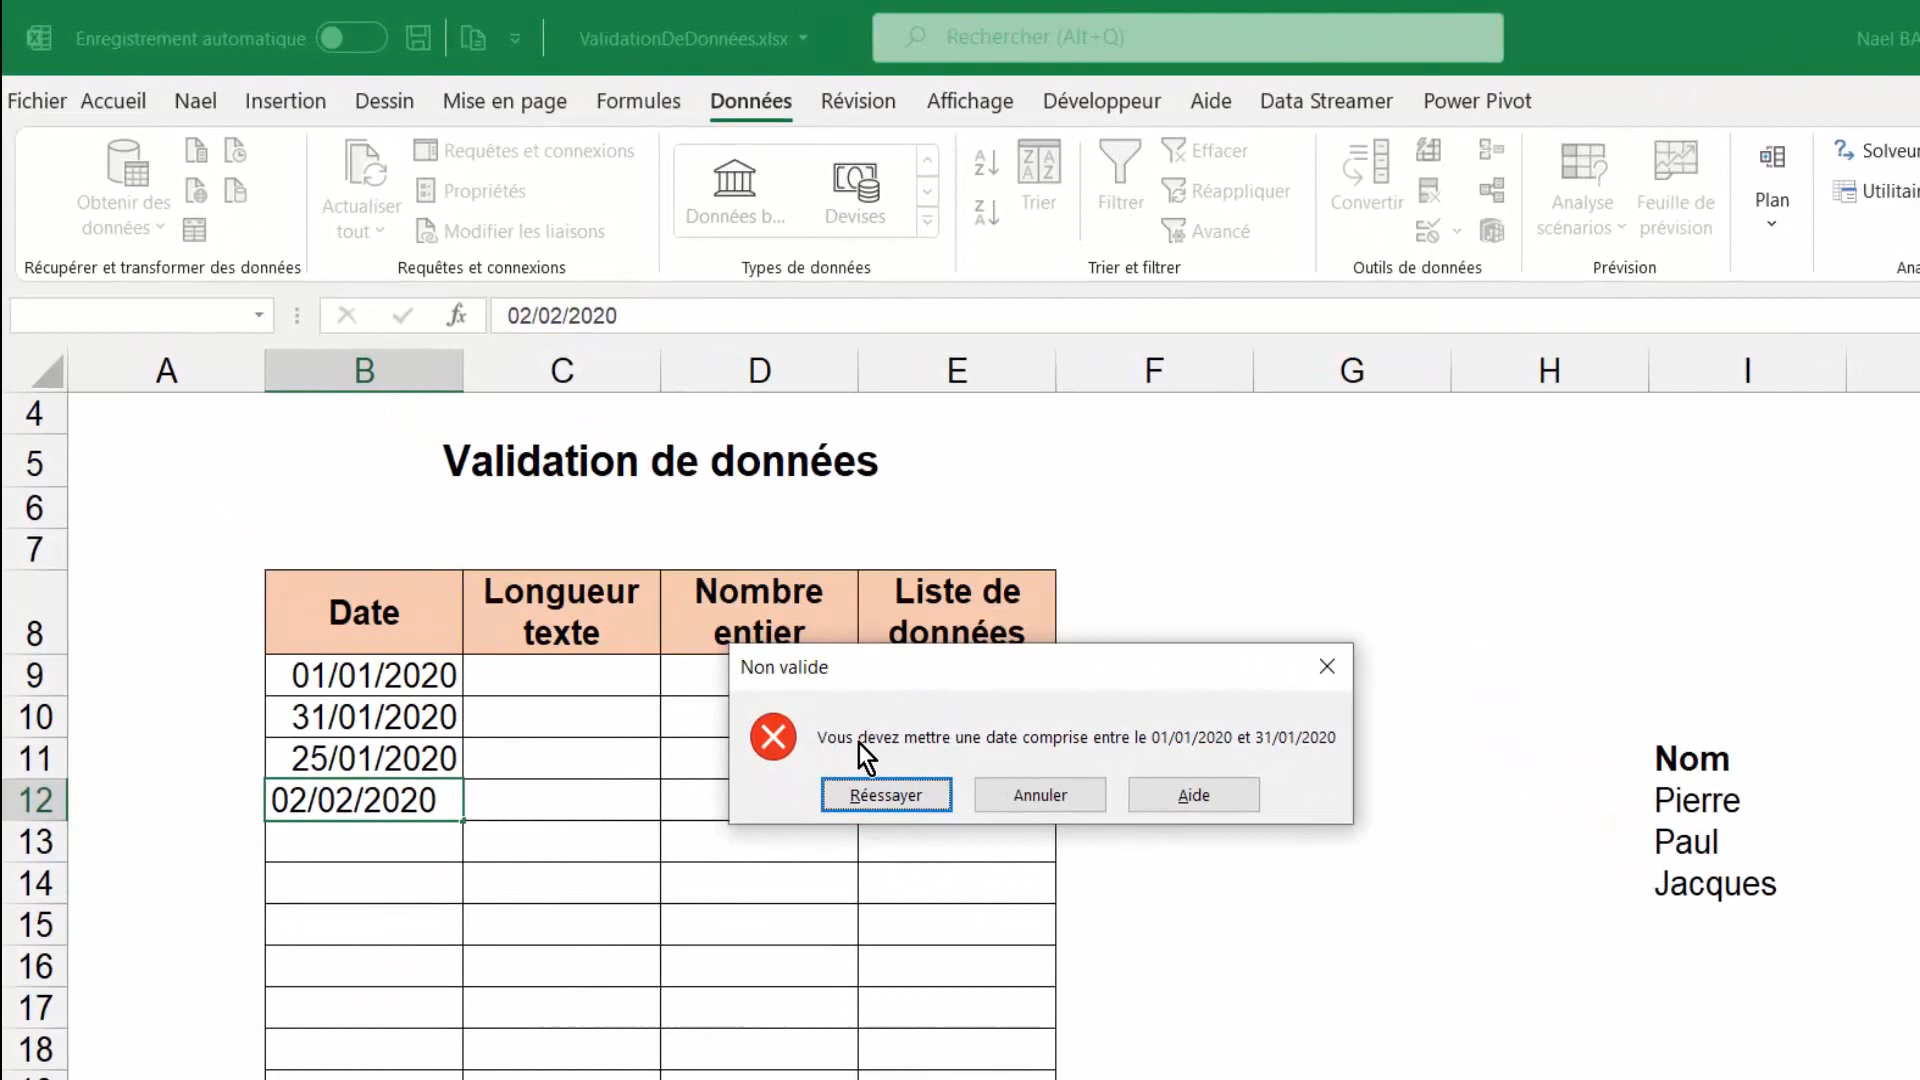 Enregistrement automatique
ValidationDeDonnées.xlsx
Rechercher (Alt+Q)
Nael BA
Fichier Accueil Nael Insertion Dessin Mise en page Formules Données Révision Affichage Développeur Aide Data Streamer Power Pivot
Obtenir des
données
Actualiser
tout
Requêtes et connexions
Propriétés
Modifier les liaisons
Données b...
Devises
Trier
Filtrer
Effacer
Réappliquer
Avancé
Convertir
Analyse
scénarios
Feuille de
prévision
Plan
Solveur
Utilitai
Récupérer et transformer des données
Requêtes et connexions
Types de données
Trier et filtrer
Outils de données
Prévision
Ana
fx
02/02/2020
A B C D E F G H I
4
5 Validation de données
6
7
8 Date
Longueur
texte
Nombre
entier
Liste de
données
9 01/01/2020
10 31/01/2020
11 25/01/2020
12 02/02/2020
13
14
15
16
17
18
Non valide
Vous devez mettre une date comprise entre le 01/01/2020 et 31/01/2020
Réessayer Annuler Aide
Nom
Pierre
Paul
Jacques